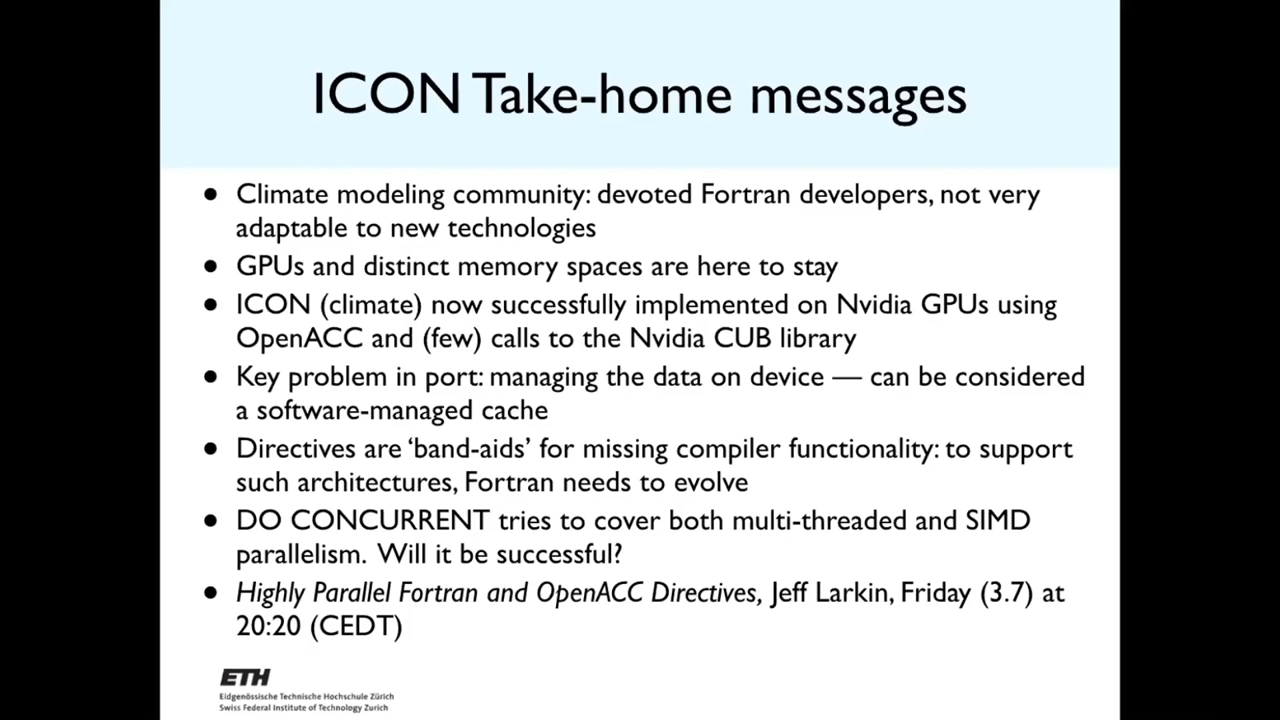 ICON Take-home messages
● Climate modeling community: devoted Fortran developers, not very
adaptable to new technologies
● GPUs and distinct memory spaces are here to stay
● ICON (climate) now successfully implemented on Nvidia GPUs using
OpenACC and (few) calls to the Nvidia CUB library
● Key problem in port: managing the data on device — can be considered
a software-managed cache
● Directives are ‘band-aids’ for missing compiler functionality: to support
such architectures, Fortran needs to evolve
● DO CONCURRENT tries to cover both multi-threaded and SIMD
parallelism. Will it be successful?
● Highly Parallel Fortran and OpenACC Directives, Jeff Larkin, Friday (3.7) at
20:20 (CEDT)
ETH
Eidgenössische Technische Hochschule Zürich
Swiss Federal Institute of Technology Zurich